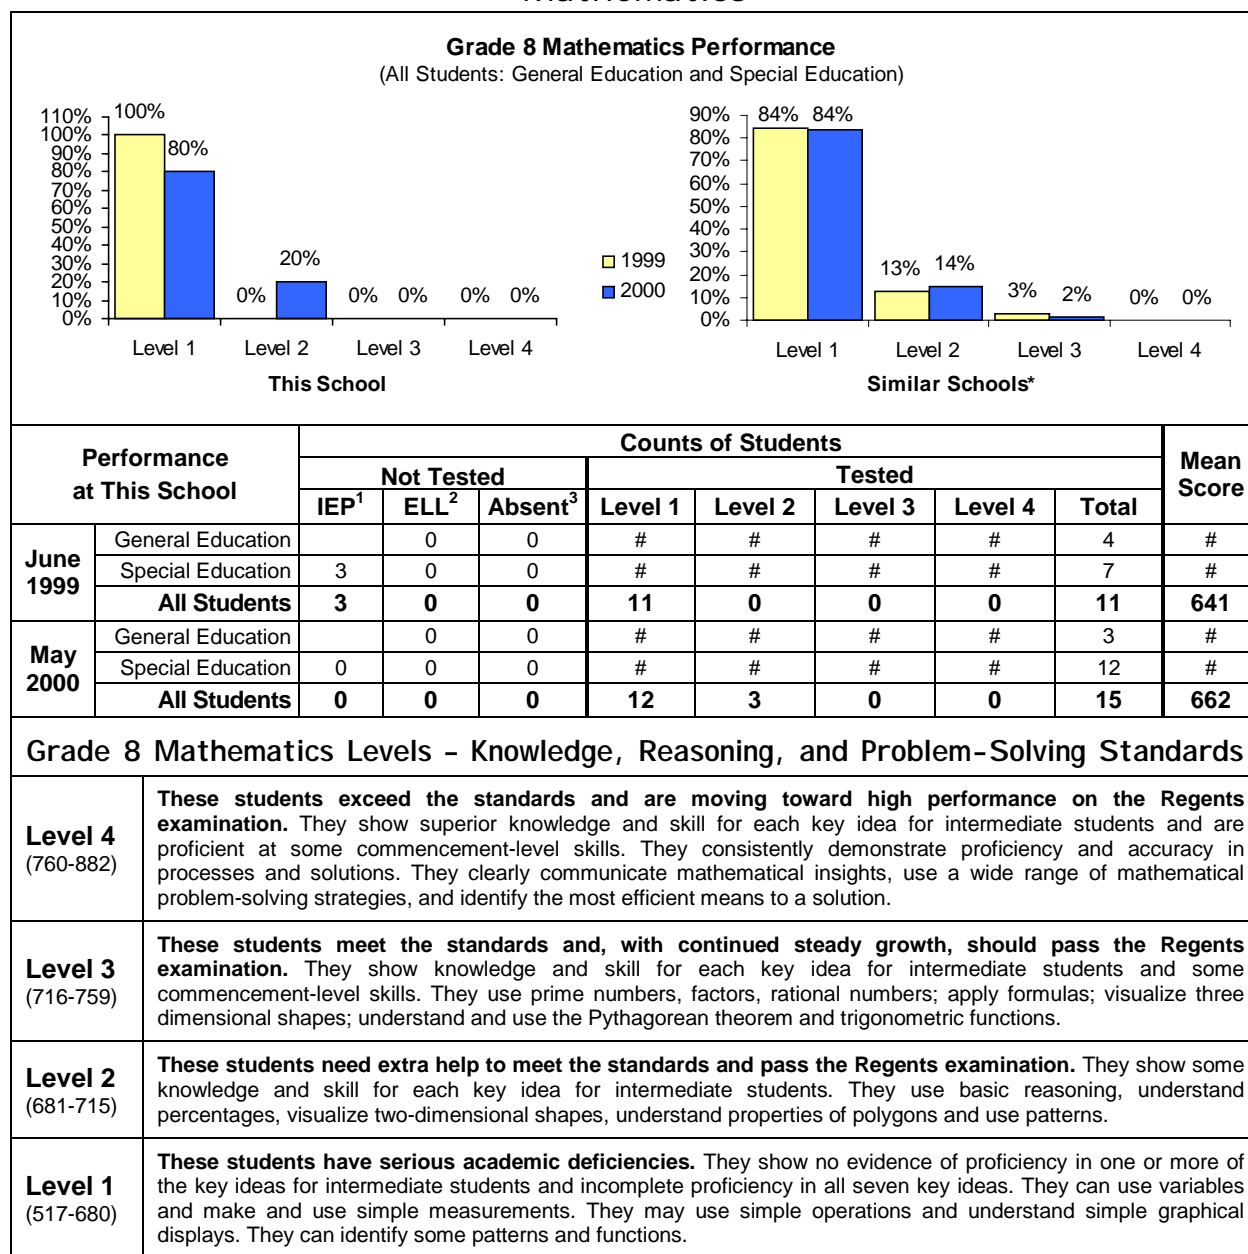 Mathematics
Grade 8 Mathematics Performance
(All Students: General Education and Special Education)
110%
100%
90%
80%
70%
60%
50%
40%
30%
20%
10%
0%
100%
80%
0%
20%
0% 0%
0% 0%
Level 1 Level 2 Level 3 Level 4
This School
1999
2000
90%
80%
70%
60%
50%
40%
30%
20%
10%
0%
84% 84%
13% 14%
3% 2%
0% 0%
Level 1 Level 2 Level 3 Level 4
Similar Schools*
Performance at This School
Counts of Students
Mean Score
Not Tested Tested
IEP1 ELL2 Absent3 Level 1 Level 2 Level 3 Level 4 Total
June 1999
General Education 0 0 # # # # 4 #
Special Education 3 0 0 # # # # 7 #
All Students 3 0 0 11 0 0 0 11 641
May 2000
General Education 0 0 # # # # 3 #
Special Education 0 0 0 # # # # 12 #
All Students 0 0 0 12 3 0 0 15 662
Grade 8 Mathematics Levels – Knowledge, Reasoning, and Problem-Solving Standards
Level 4
(760-882)
These students exceed the standards and are moving toward high performance on the Regents
examination. They show superior knowledge and skill for each key idea for intermediate students and are
proficient at some commencement-level skills. They consistently demonstrate proficiency and accuracy in
processes and solutions. They clearly communicate mathematical insights, use a wide range of mathematical
problem-solving strategies, and identify the most efficient means to a solution.
Level 3
(716-759)
These students meet the standards and, with continued steady growth, should pass the Regents
examination. They show knowledge and skill for each key idea for intermediate students and some
commencement-level skills. They use prime numbers, factors, rational numbers; apply formulas; visualize three
dimensional shapes; understand and use the Pythagorean theorem and trigonometric functions.
Level 2
(681-715)
These students need extra help to meet the standards and pass the Regents examination. They show some
knowledge and skill for each key idea for intermediate students. They use basic reasoning, understand
percentages, visualize two-dimensional shapes, understand properties of polygons and use patterns.
Level 1
(517-680)
These students have serious academic deficiencies. They show no evidence of proficiency in one or more of
the key ideas for intermediate students and incomplete proficiency in all seven key ideas. They can use variables
and make and use simple measurements. They may use simple operations and understand simple graphical
displays. They can identify some patterns and functions.